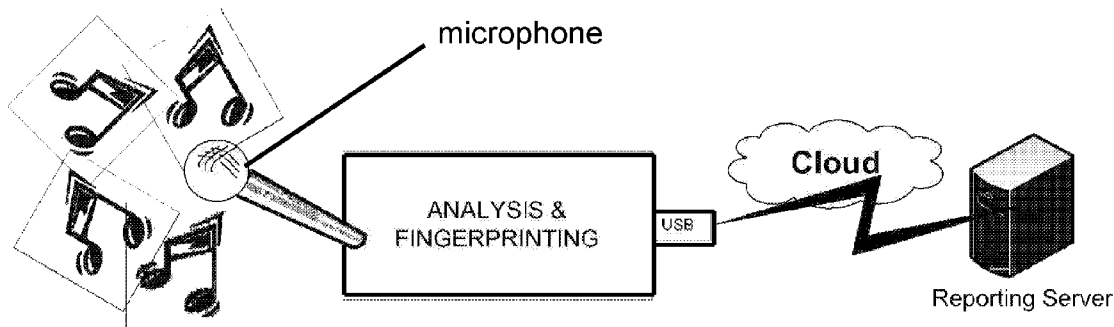 microphone
ANALYSIS &
FINGERPRINTING
USB
Cloud
Reporting Server